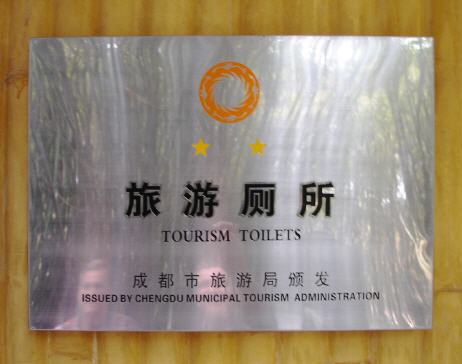 旅游厕所
TOURISM TOILETS
成都市旅游局颁发
ISSUED BY CHENGDU MUNICIPAL TOURISM ADMINISTRATION